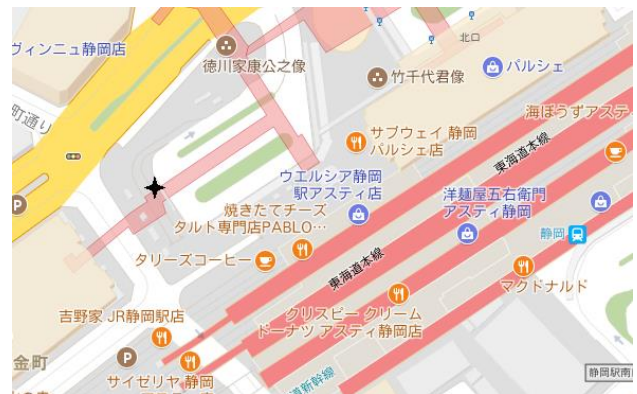 ヴィンニュ静岡店
徳川家康公之像
北口
パルシェ
竹千代君像
町通り
サブウェイ 静岡
パルシェ店
海ぼうずアステ
東海道本線
ウエルシア静岡
駅アスティ店
洋麺屋五右衛門
アスティ静岡
P
焼きたてチーズ
タルト専門店PABLO…
静岡
タリーズコーヒー
東海道本線
マクドナルド
クリスピー クリーム
ドーナツ アスティ静岡店
吉野家 JR静岡駅店
金町
P
サイゼリヤ 静岡
道新幹線
静岡駅南